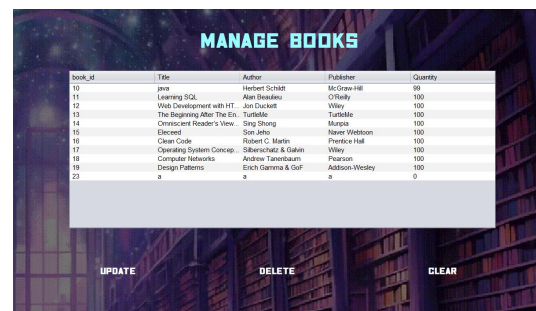 MANAGE BOOKS
book_id Title Author Publisher Quantity
10 java Herbert Schildt McGraw-Hill 99
11 Learning SQL Alan Beaulieu O'Reilly 100
12 Web Development with HT... Jon Duckett Wiley 100
13 The Beginning After The En... TurtleMe TurtleMe 100
14 Omniscient Reader's View... Sing Shong Munpia 100
15 Eleceed Son Jeho Naver Webtoon 100
16 Clean Code Robert C. Martin Prentice Hall 100
17 Operating System Concep... Silberschatz & Galvin Wiley 100
18 Computer Networks Andrew Tanenbaum Pearson 100
19 Design Patterns Erich Gamma & GoF Addison-Wesley 100
23 a a a 0
UPDATE DELETE CLEAR